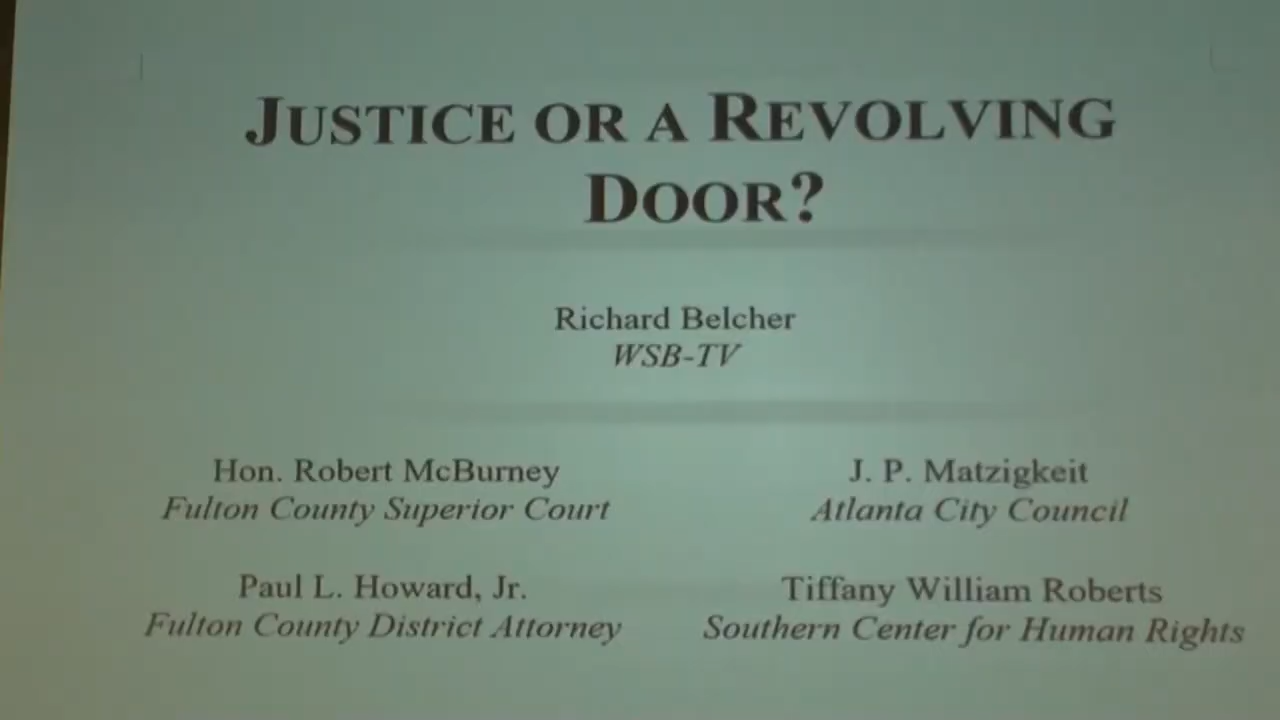 JUSTICE OR A REVOLVING
DOOR?
Richard Belcher
WSB-TV
Hon. Robert McBurney
Fulton County Superior Court
J. P. Matzigkeit
Atlanta City Council
Paul L. Howard, Jr.
Fulton County District Attorney
Tiffany William Roberts
Southern Center for Human Rights